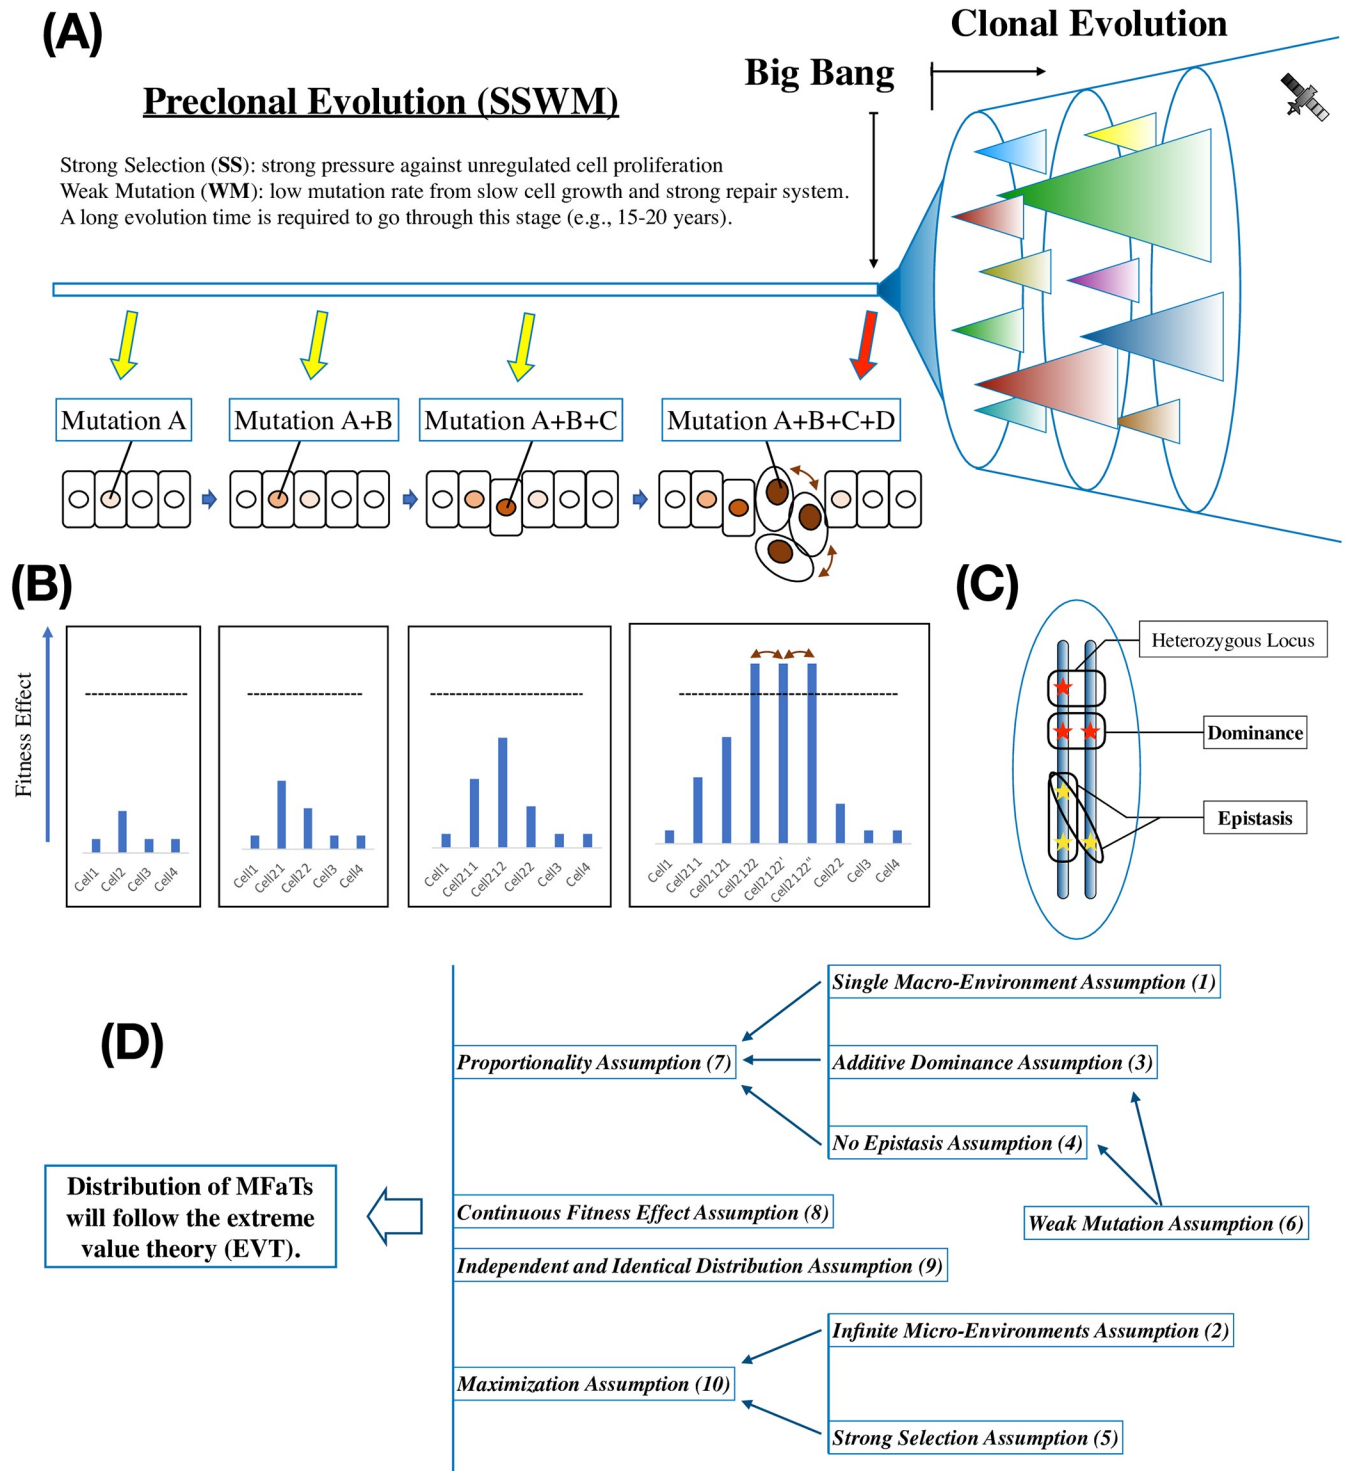 (A)
Clonal Evolution
Big Bang
Preclonal Evolution (SSWM)
Strong Selection (SS): strong pressure against unregulated cell proliferation
Weak Mutation (WM): low mutation rate from slow cell growth and strong repair system.
A long evolution time is required to go through this stage (e.g., 15-20 years).
Mutation A
Mutation A+B
Mutation A+B+C
Mutation A+B+C+D
(B)
Fitness Effect
Cell1
Cell2
Cell3
Cell4
Cell1
Cell21
Cell22
Cell3
Cell4
Cell1
Cell211
Cell212
Cell22
Cell3
Cell4
Cell1
Cell211
Cell2121
Cell2122
Cell2122'
Cell2122"
Cell22
Cell3
Cell4
(C)
Heterozygous Locus
Dominance
Epistasis
(D)
Single Macro-Environment Assumption (1)
Proportionality Assumption (7)
Additive Dominance Assumption (3)
No Epistasis Assumption (4)
Distribution of MFaTs
will follow the extreme
value theory (EVT).
Continuous Fitness Effect Assumption (8)
Weak Mutation Assumption (6)
Independent and Identical Distribution Assumption (9)
Infinite Micro-Environments Assumption (2)
Maximization Assumption (10)
Strong Selection Assumption (5)